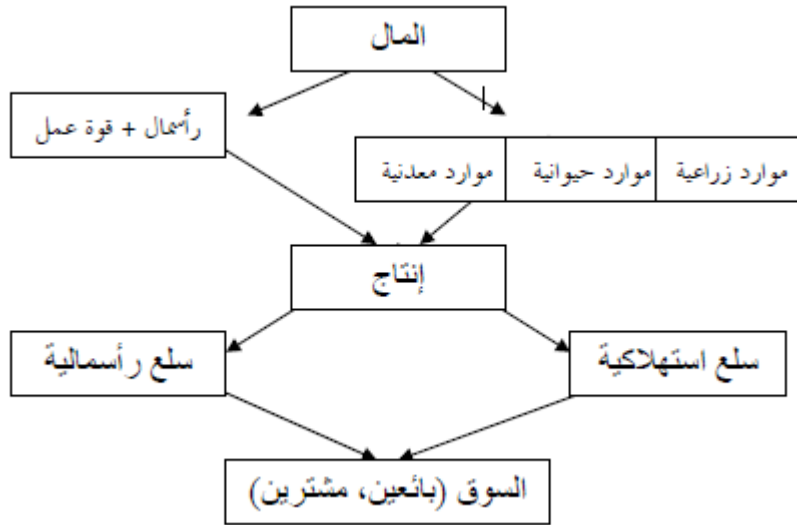 المال
رأسمال + قوة عمل
موارد زراعية
موارد حيوانية
موارد معدنية
إنتاج
سلع استهلاكية
سلع رأسمالية
السوق (بائعين، مشترين)